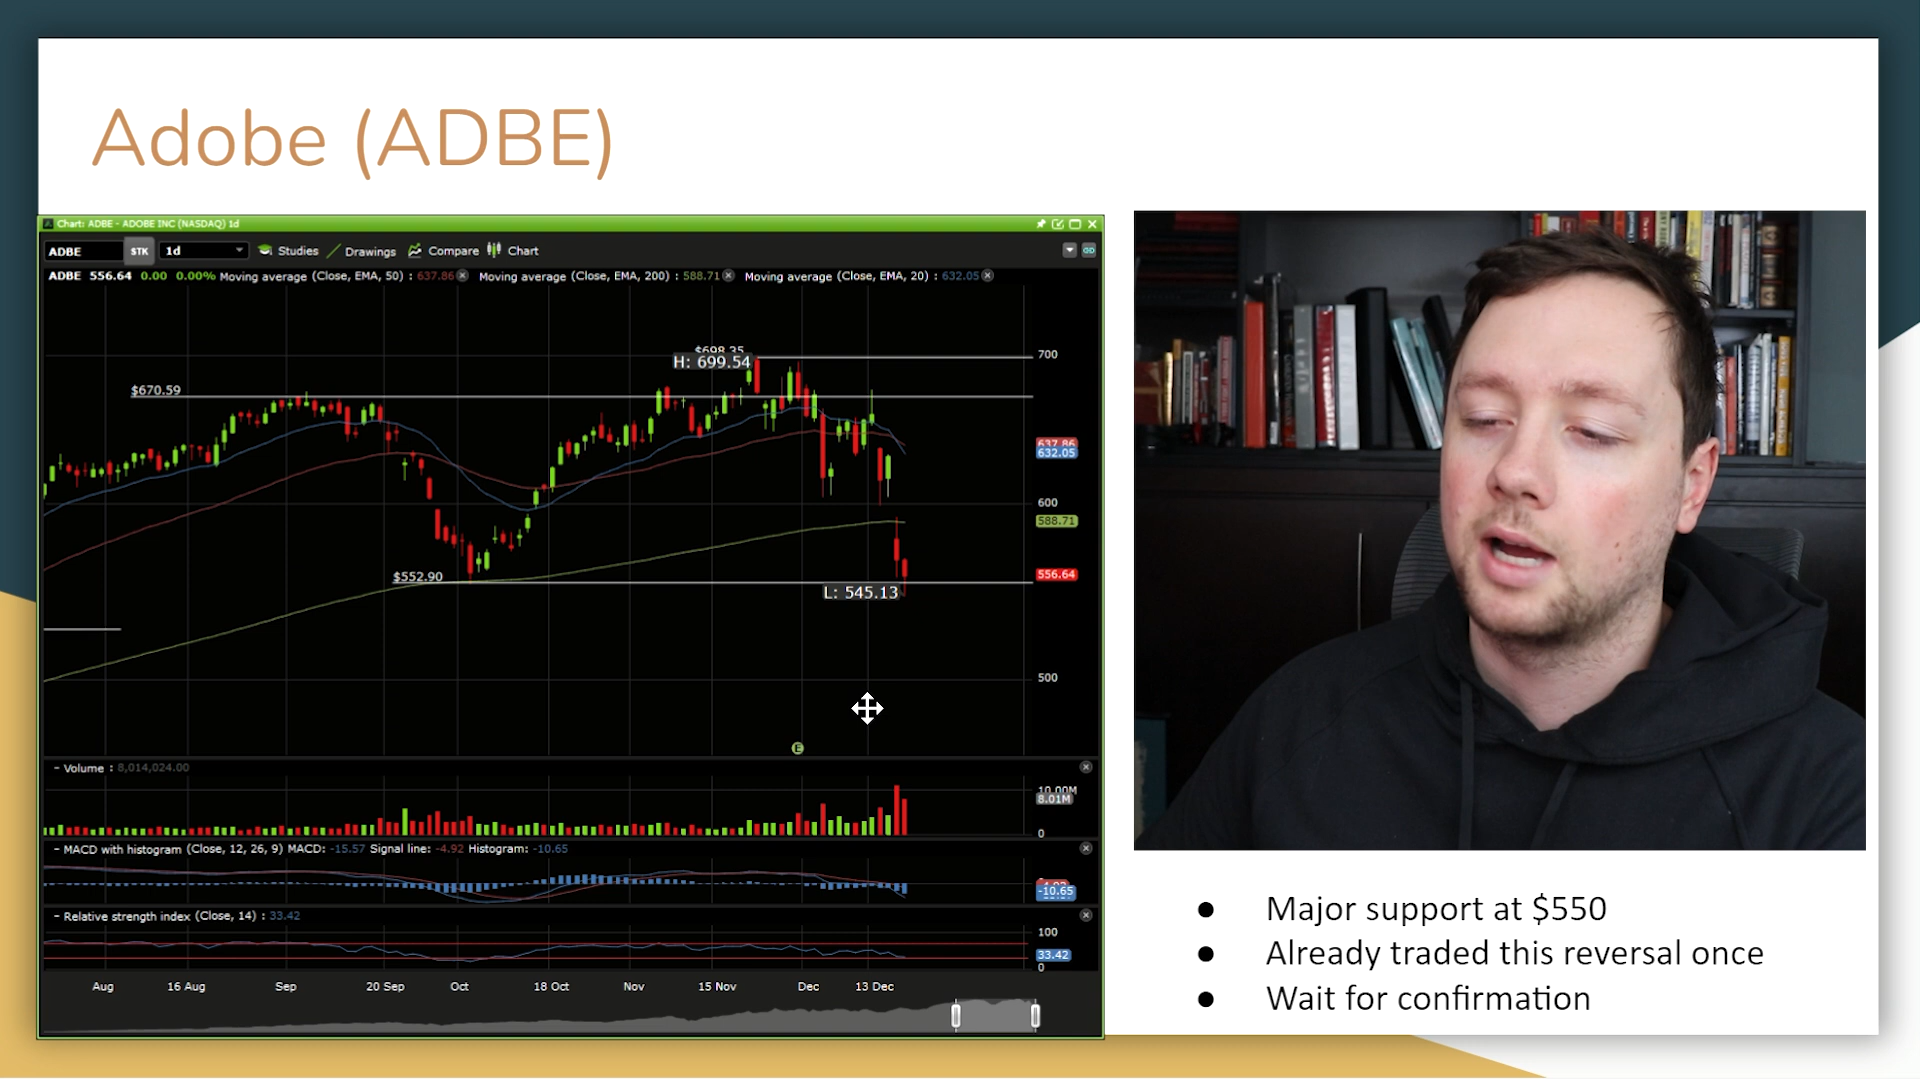 Adobe (ADBE)
Chart: ADBE - ADOBE INC (NASDAQ) 1d
ADBE STK 1d Studies Drawings Compare Chart
ADBE 556.64 0.00 0.00% Moving average (Close, EMA, 50) : 637.86 Moving average (Close, EMA, 200) : 588.71 Moving average (Close, EMA, 20) : 632.05
$698.35
700
H: 699.54
$670.59
637.86
632.05
600
588.71
$552.90
556.64
L: 545.13
500
E
- Volume : 8,014,024.00
10.00M
8.01M
0
- MACD with histogram (Close, 12, 26, 9) MACD: -15.57 Signal line: -4.92 Histogram: -10.65
-10.65
- Relative strength index (Close, 14) : 33.42
100
33.42
0
Aug 16 Aug Sep 20 Sep Oct 18 Oct Nov 15 Nov Dec 13 Dec
● Major support at $550
● Already traded this reversal once
● Wait for confirmation